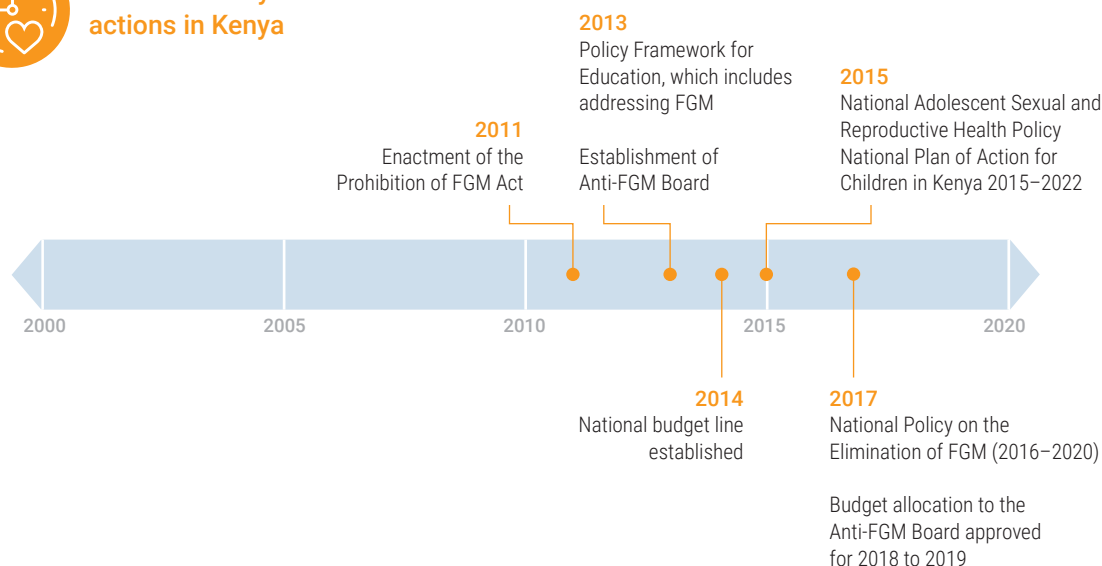 actions in Kenya
2013
Policy Framework for
Education, which includes
addressing FGM
Establishment of
Anti-FGM Board
2015
National Adolescent Sexual and
Reproductive Health Policy
National Plan of Action for
Children in Kenya 2015–2022
2011
Enactment of the
Prohibition of FGM Act
2000
2005
2010
2015
2020
2014
National budget line
established
2017
National Policy on the
Elimination of FGM (2016–2020)
Budget allocation to the
Anti-FGM Board approved
for 2018 to 2019